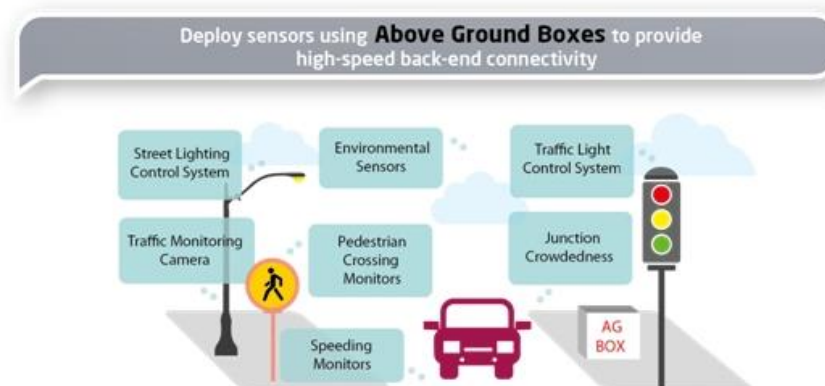 Deploy sensors using Above Ground Boxes to provide
high-speed back-end connectivity
Street Lighting
Control System
Environmental
Sensors
Traffic Light
Control System
Traffic Monitoring
Camera
Pedestrian
Crossing
Monitors
Junction
Crowdedness
Speeding
Monitors
AG
BOX